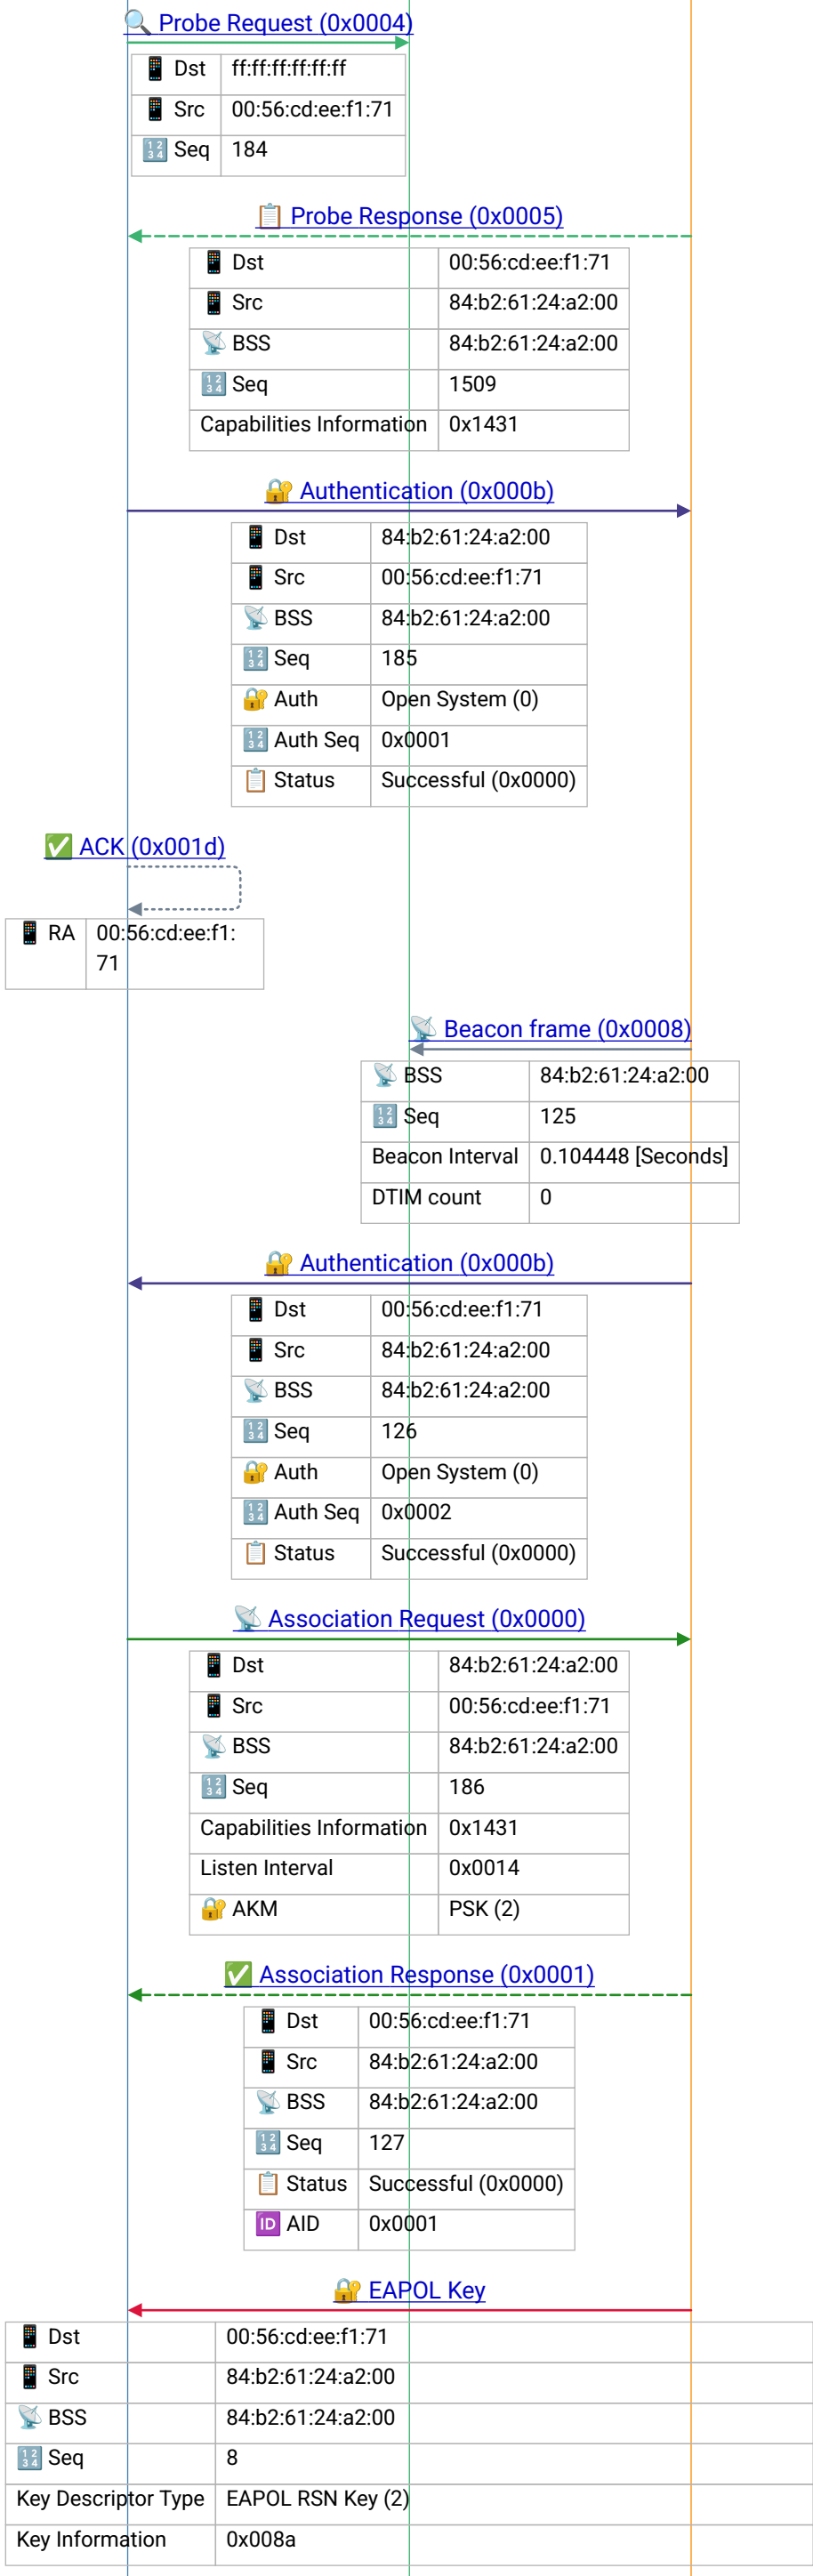 🔍 Probe Request (0x0004)
📱 Dst ff:ff:ff:ff:ff:ff
📱 Src 00:56:cd:ee:f1:71
🔢 Seq 184
📋 Probe Response (0x0005)
📱 Dst 00:56:cd:ee:f1:71
📱 Src 84:b2:61:24:a2:00
📡 BSS 84:b2:61:24:a2:00
🔢 Seq 1509
Capabilities Information 0x1431
🔐 Authentication (0x000b)
📱 Dst 84:b2:61:24:a2:00
📱 Src 00:56:cd:ee:f1:71
📡 BSS 84:b2:61:24:a2:00
🔢 Seq 185
🔐 Auth Open System (0)
🔢 Auth Seq 0x0001
📋 Status Successful (0x0000)
✅ ACK (0x001d)
📱 RA 00:56:cd:ee:f1:
71
📡 Beacon frame (0x0008)
📡 BSS 84:b2:61:24:a2:00
🔢 Seq 125
Beacon Interval 0.104448 [Seconds]
DTIM count 0
🔐 Authentication (0x000b)
📱 Dst 00:56:cd:ee:f1:71
📱 Src 84:b2:61:24:a2:00
📡 BSS 84:b2:61:24:a2:00
🔢 Seq 126
🔐 Auth Open System (0)
🔢 Auth Seq 0x0002
📋 Status Successful (0x0000)
📡 Association Request (0x0000)
📱 Dst 84:b2:61:24:a2:00
📱 Src 00:56:cd:ee:f1:71
📡 BSS 84:b2:61:24:a2:00
🔢 Seq 186
Capabilities Information 0x1431
Listen Interval 0x0014
🔐 AKM PSK (2)
✅ Association Response (0x0001)
📱 Dst 00:56:cd:ee:f1:71
📱 Src 84:b2:61:24:a2:00
📡 BSS 84:b2:61:24:a2:00
🔢 Seq 127
📋 Status Successful (0x0000)
🆔 AID 0x0001
🔐 EAPOL Key
📱 Dst 00:56:cd:ee:f1:71
📱 Src 84:b2:61:24:a2:00
📡 BSS 84:b2:61:24:a2:00
🔢 Seq 8
Key Descriptor Type EAPOL RSN Key (2)
Key Information 0x008a